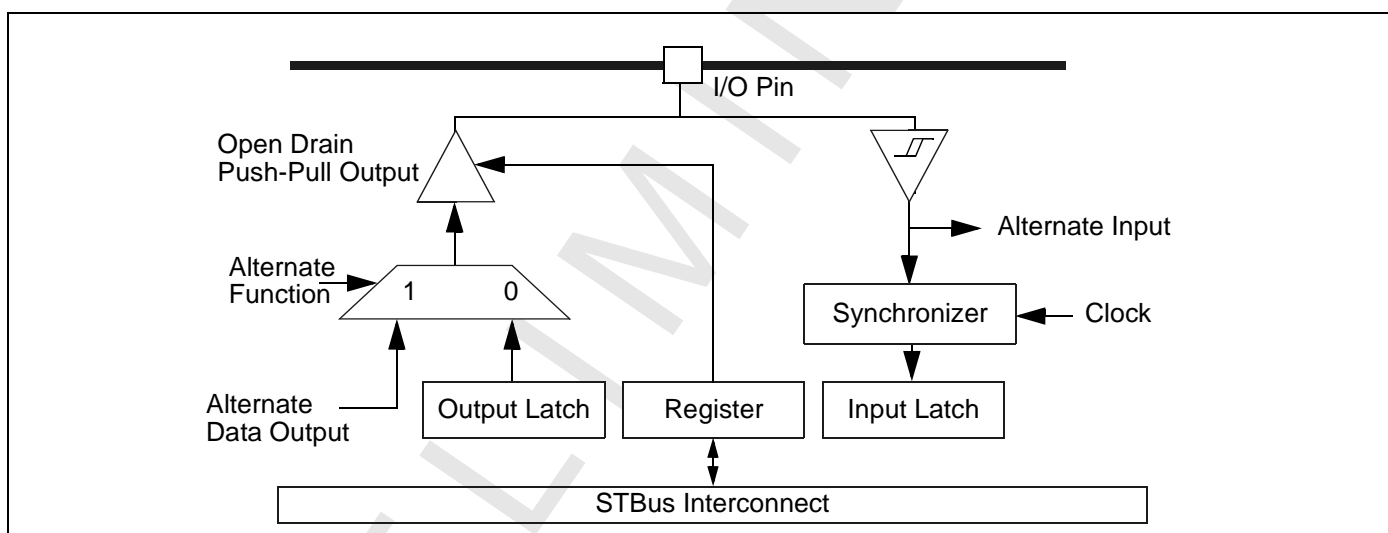 I/O Pin
Open Drain
Push-Pull Output
Alternate Input
Alternate
Function
1
0
Synchronizer
Clock
Alternate
Data Output
Output Latch
Register
Input Latch
STBus Interconnect